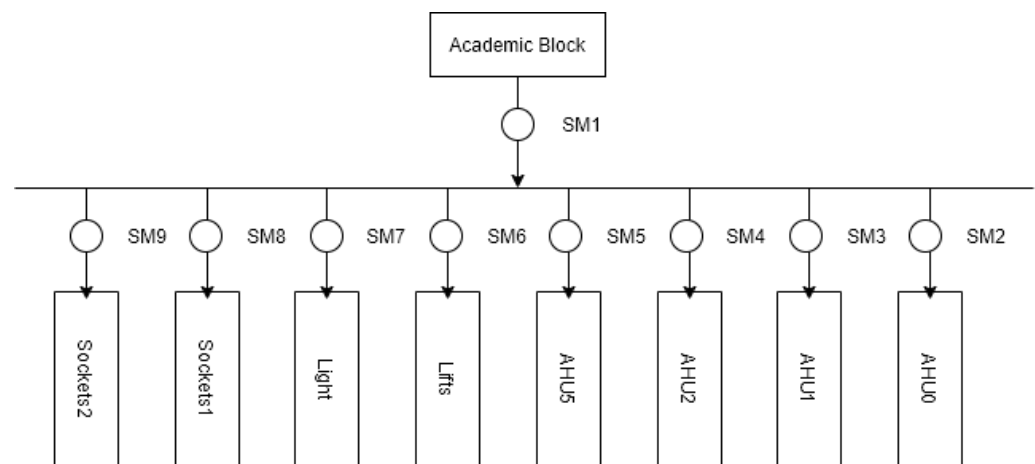 Academic Block
SM1
SM9
SM8
SM7
SM6
SM5
SM4
SM3
SM2
Sockets2
Sockets1
Light
Lifts
AHU5
AHU2
AHU1
AHU0